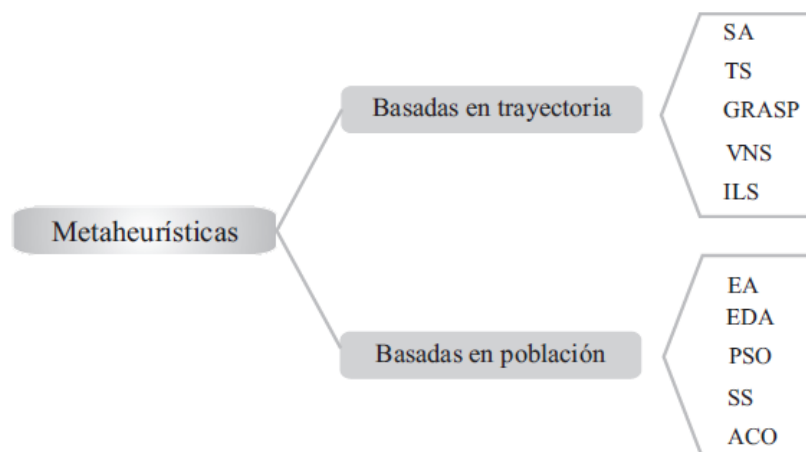 Metaheurísticas
Basadas en trayectoria
SA
TS
GRASP
VNS
ILS
Basadas en población
EA
EDA
PSO
SS
ACO